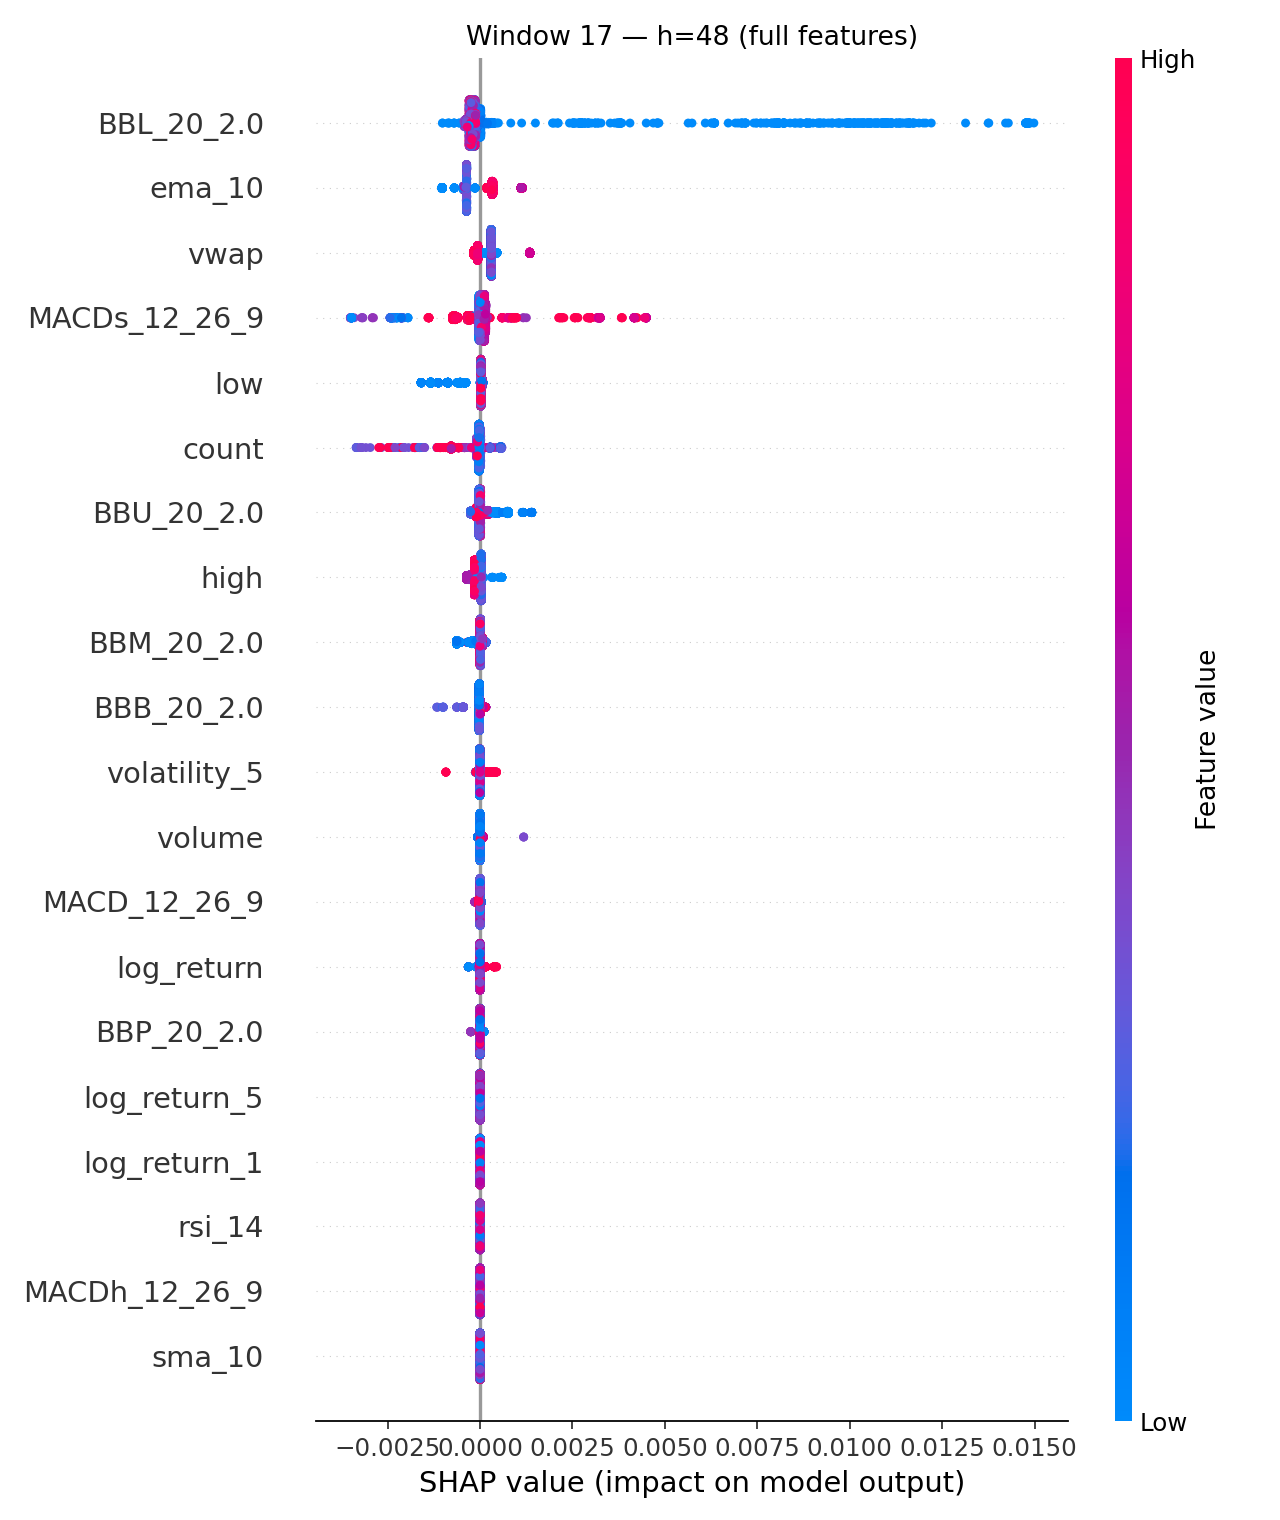 Window 17 — h=48 (full features)
High
BBL_20_2.0
ema_10
vwap
MACDs_12_26_9
low
count
BBU_20_2.0
high
BBM_20_2.0
BBB_20_2.0
volatility_5
volume
MACD_12_26_9
log_return
BBP_20_2.0
log_return_5
log_return_1
rsi_14
MACDh_12_26_9
sma_10
Feature value
Low
−0.0025 0.0000 0.0025 0.0050 0.0075 0.0100 0.0125 0.0150
SHAP value (impact on model output)